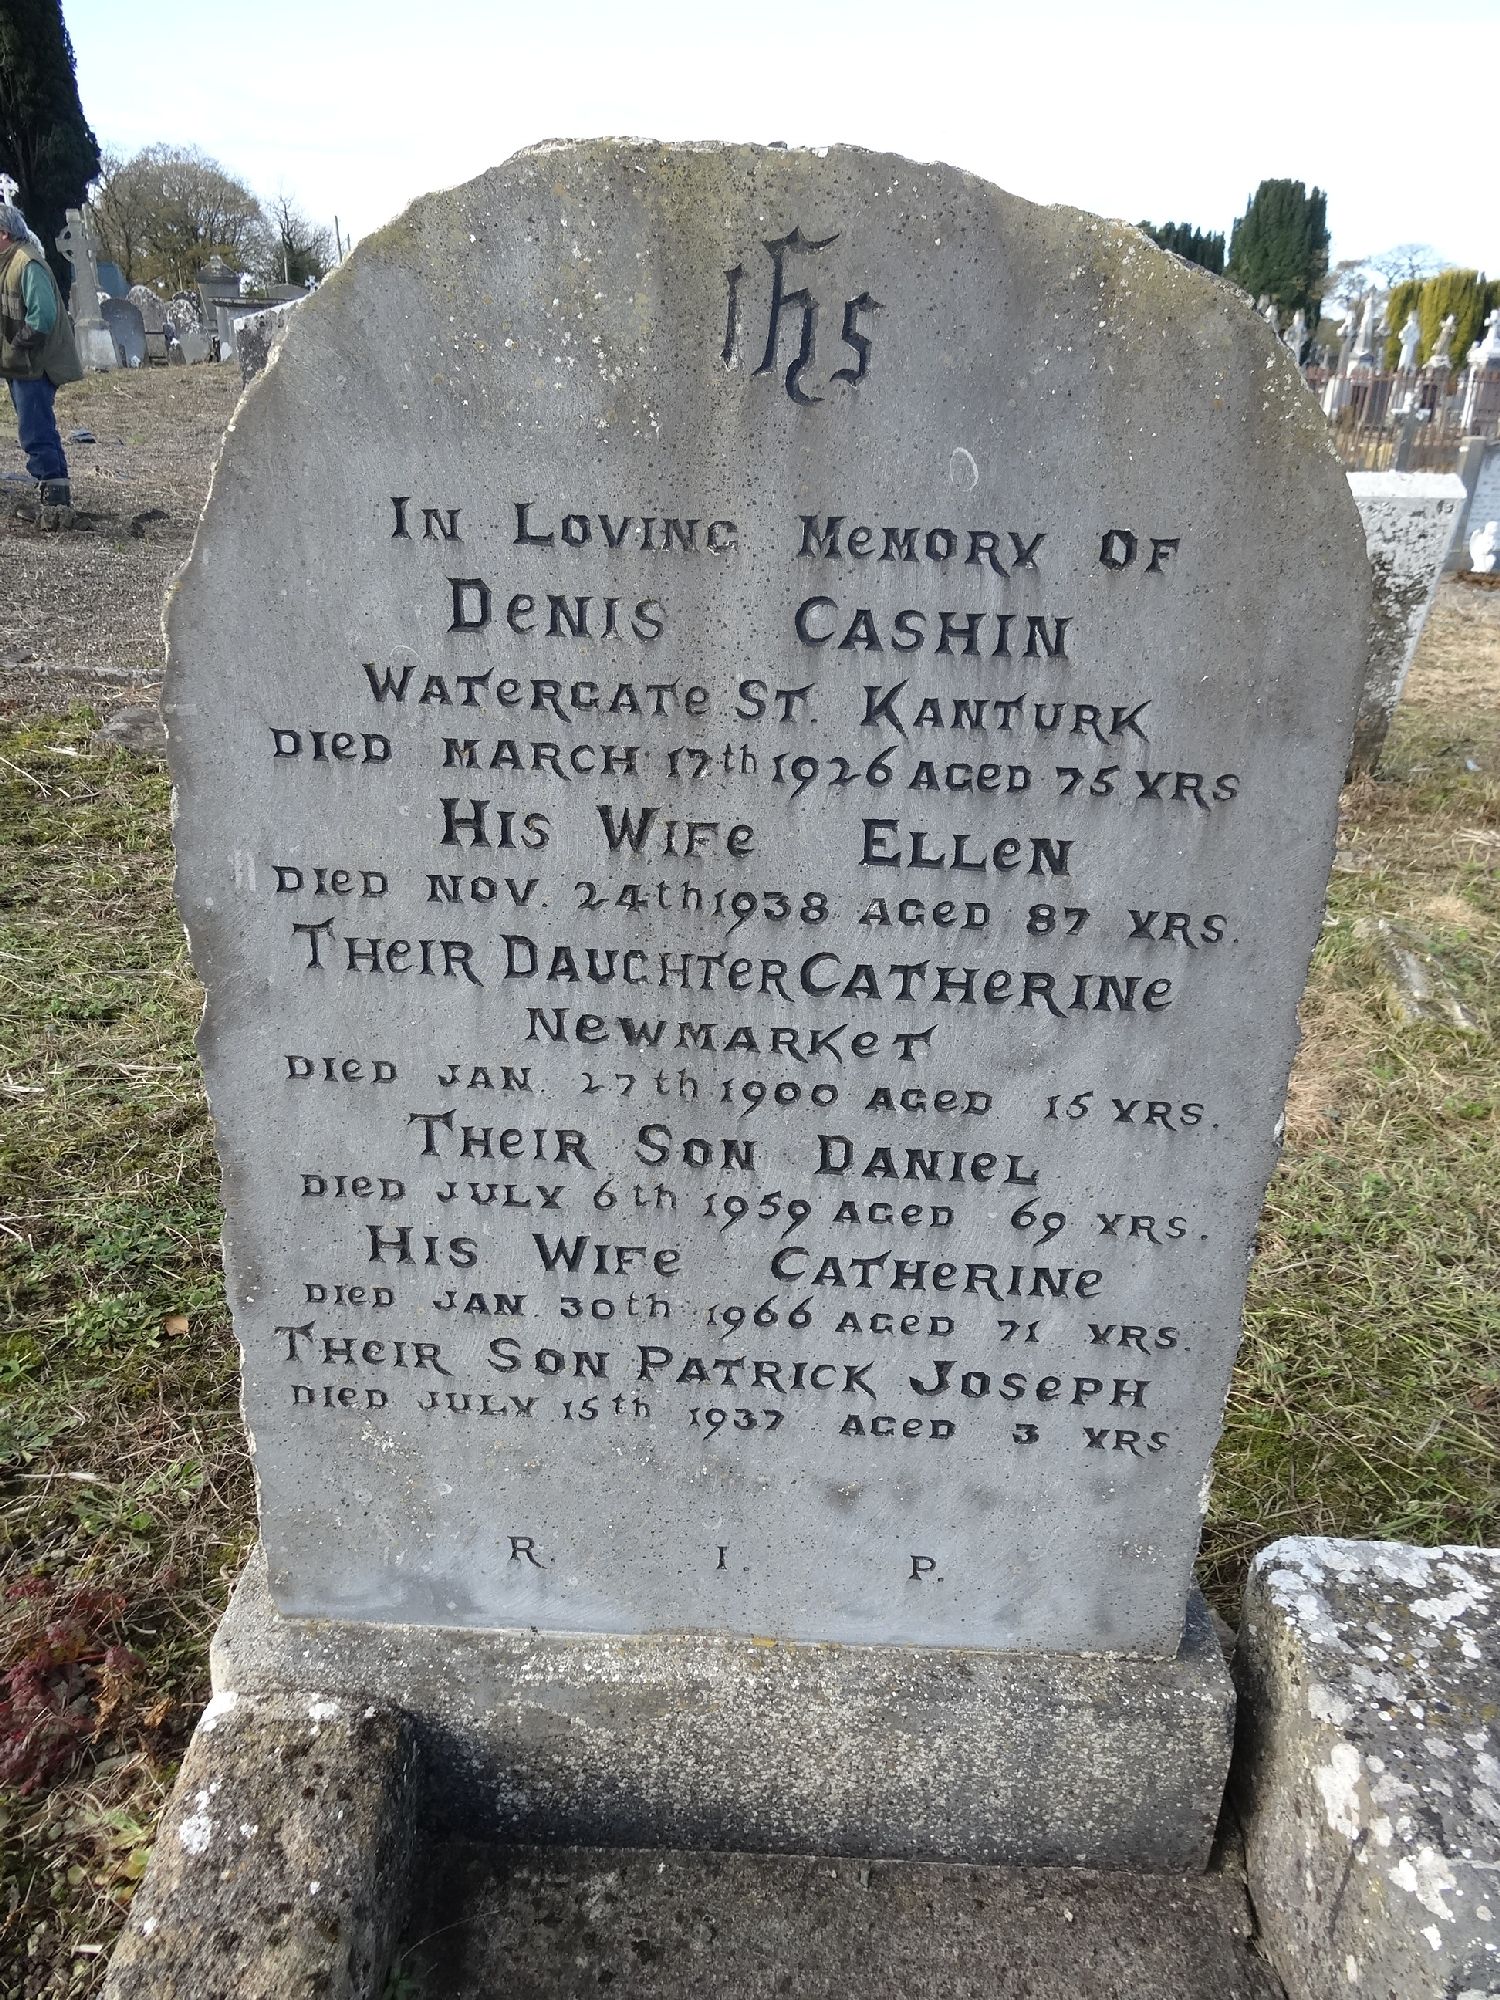 IHS
In Loving Memory Of
Denis Cashin
Watergate St. Kanturk
Died March 17th 1926 Aged 75 Yrs
His Wife Ellen
Died Nov. 24th 1938 Aged 87 Yrs.
Their Daughter Catherine
Newmarket
Died Jan. 27th 1900 Aged 15 Yrs.
Their Son Daniel
Died July 6th 1959 Aged 69 Yrs.
His Wife Catherine
Died Jan. 30th 1966 Aged 71 Yrs.
Their Son Patrick Joseph
Died July 15th 1937 Aged 3 Yrs
R. I. P.